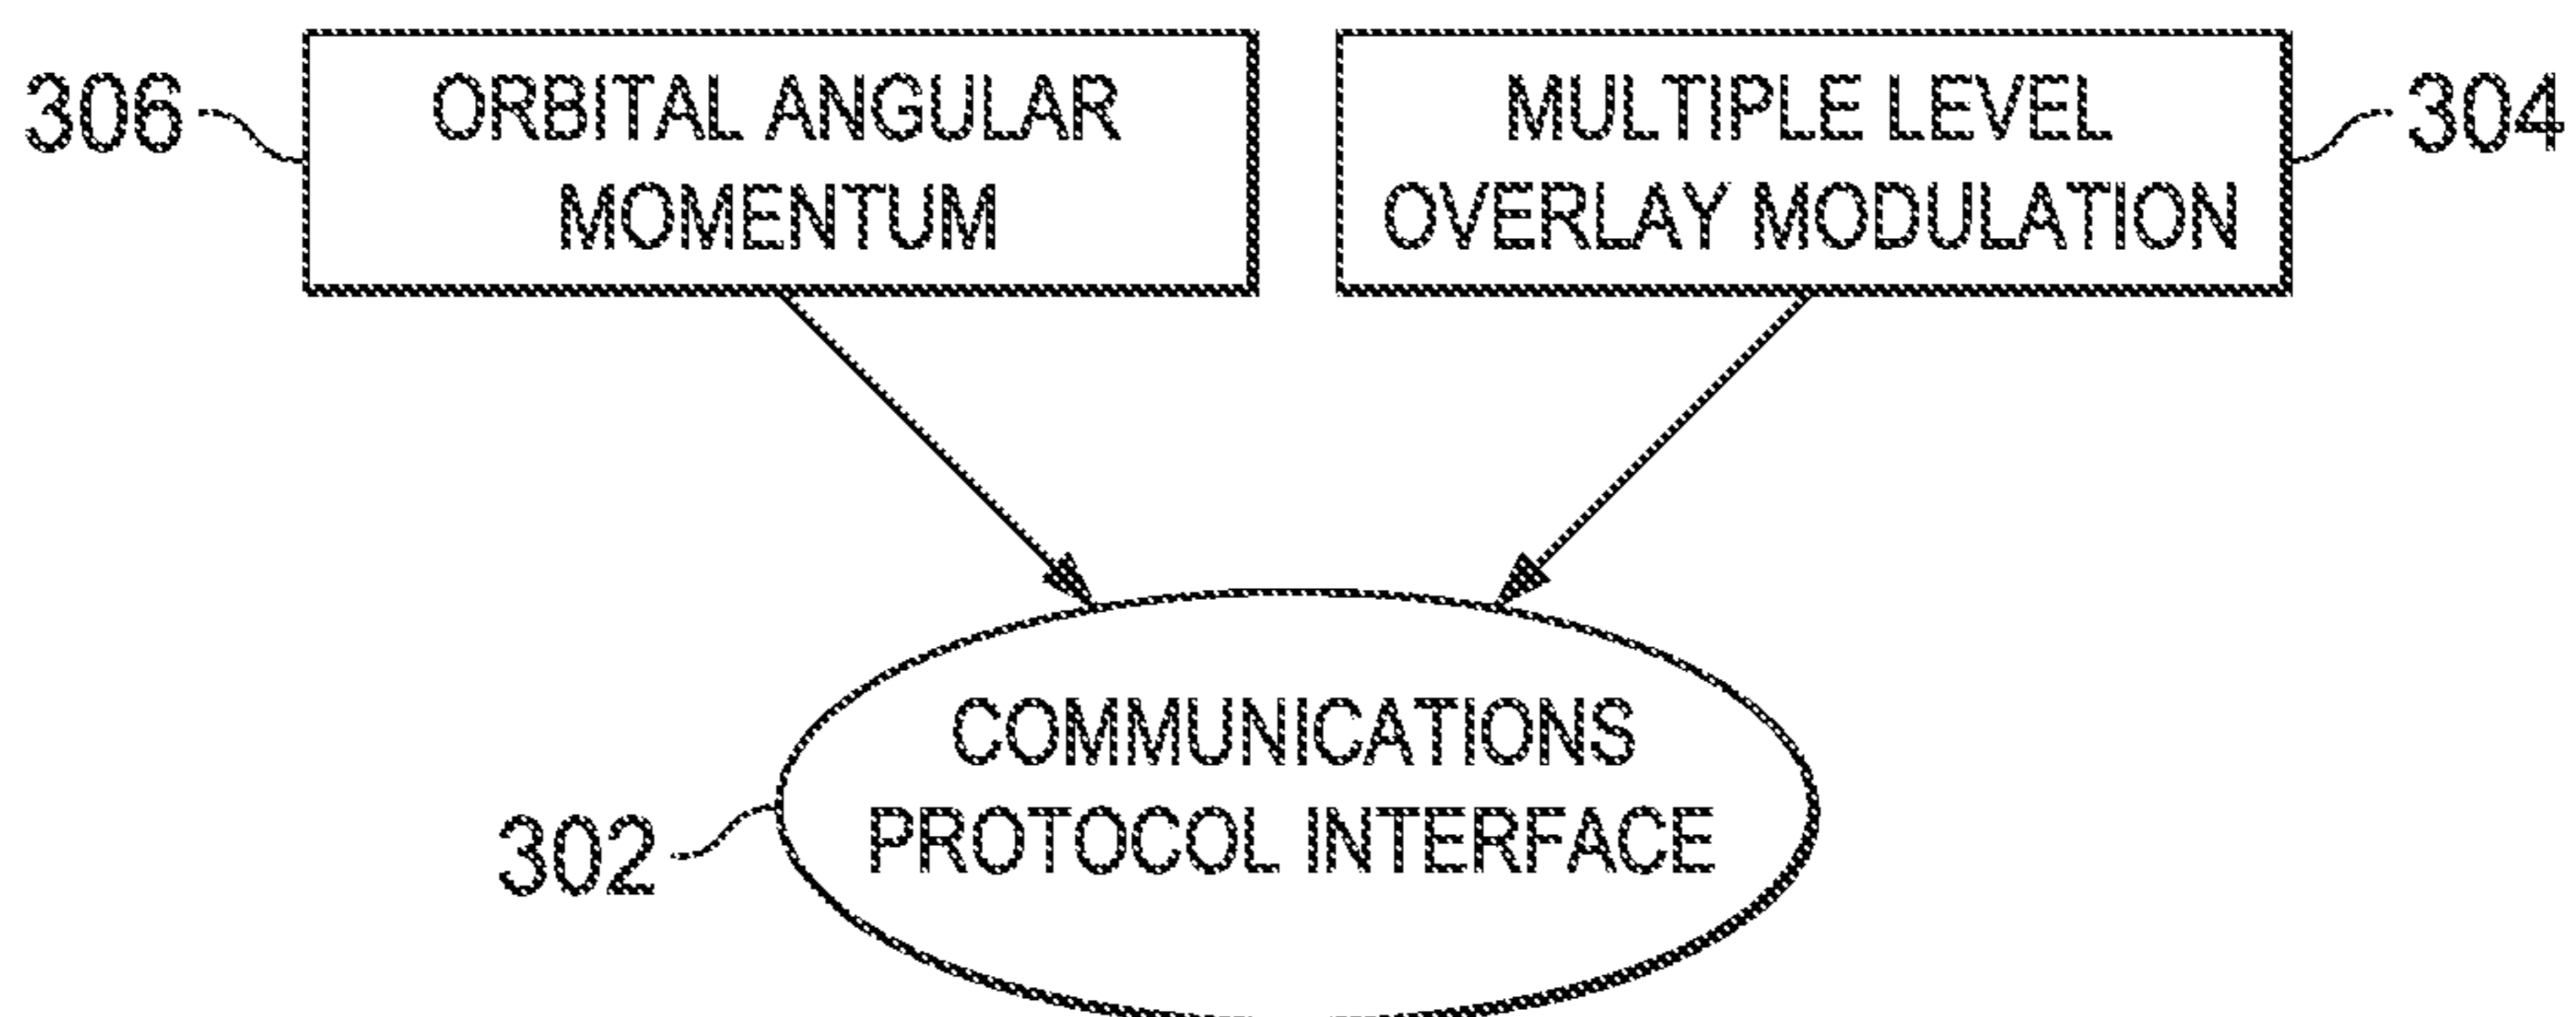 306
ORBITAL ANGULAR
MOMENTUM
MULTIPLE LEVEL
OVERLAY MODULATION
304
COMMUNICATIONS
PROTOCOL INTERFACE
302